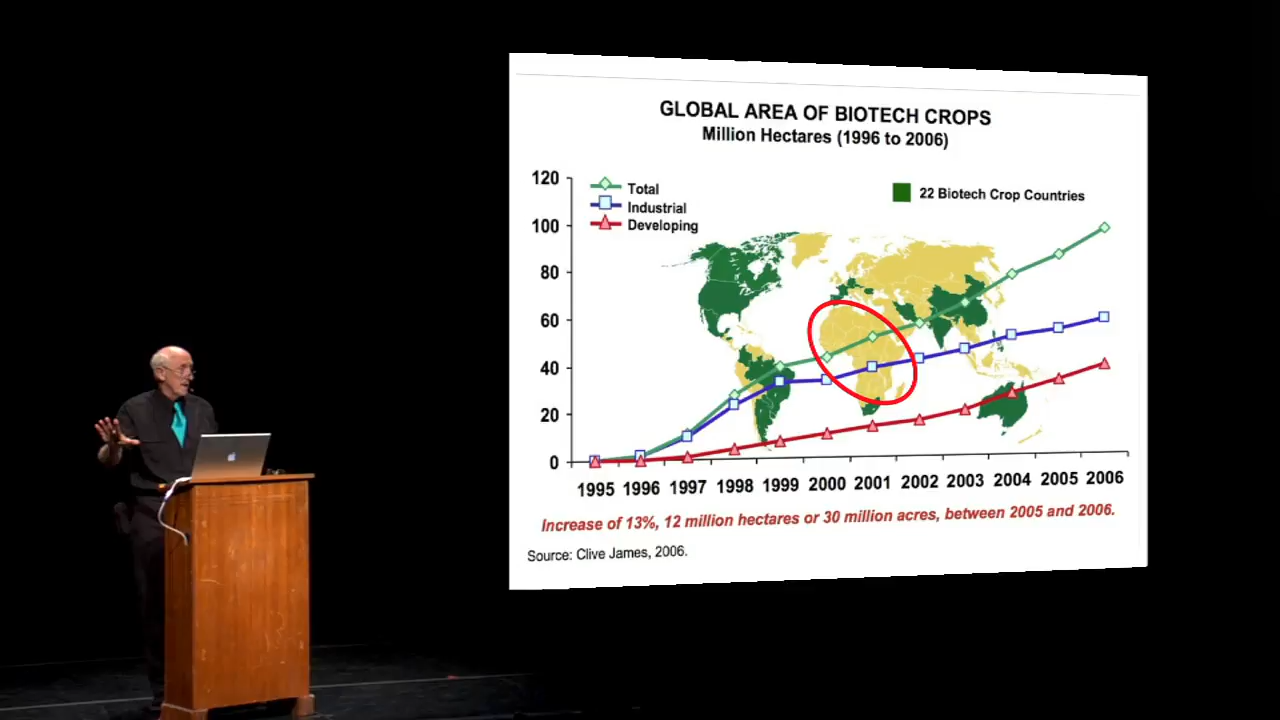 GLOBAL AREA OF BIOTECH CROPS
Million Hectares (1996 to 2006)
120
100
80
60
40
20
0
Total
Industrial
Developing
22 Biotech Crop Countries
1995 1996 1997 1998 1999 2000 2001 2002 2003 2004 2005 2006
Increase of 13%, 12 million hectares or 30 million acres, between 2005 and 2006.
Source: Clive James, 2006.